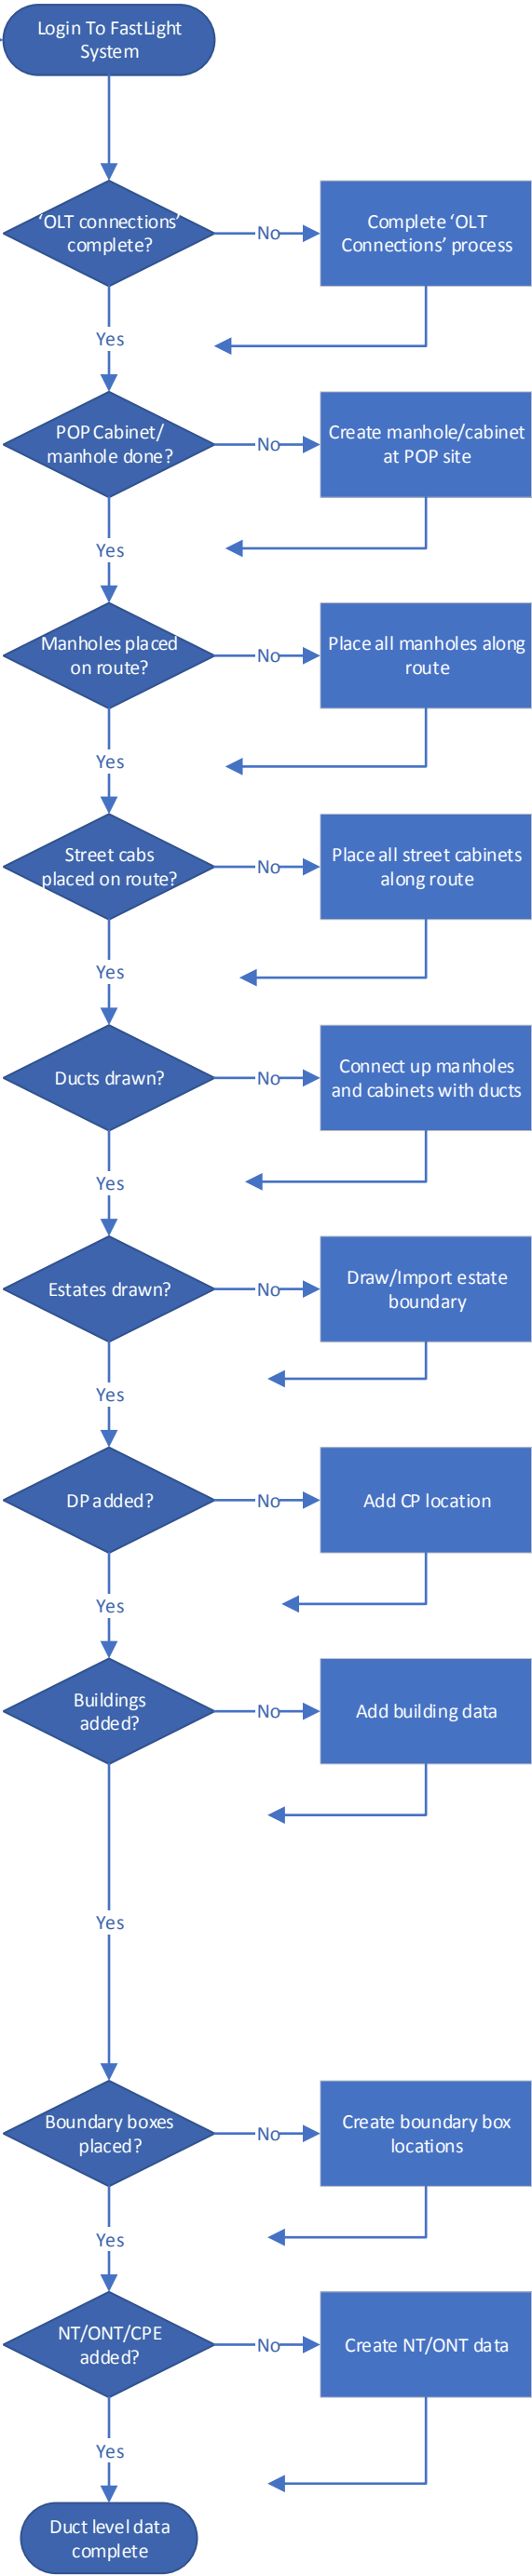 Login To FastLight
System
'OLT connections'
complete?
No
Complete 'OLT
Connections' process
Yes
POP Cabinet/
manhole done?
No
Create manhole/cabinet
at POP site
Yes
Manholes placed
on route?
No
Place all manholes along
route
Yes
Street cabs
placed on route?
No
Place all street cabinets
along route
Yes
Ducts drawn?
No
Connect up manholes
and cabinets with ducts
Yes
Estates drawn?
No
Draw/Import estate
boundary
Yes
DP added?
No
Add CP location
Yes
Buildings
added?
No
Add building data
Yes
Boundary boxes
placed?
No
Create boundary box
locations
Yes
NT/ONT/CPE
added?
No
Create NT/ONT data
Yes
Duct level data
complete